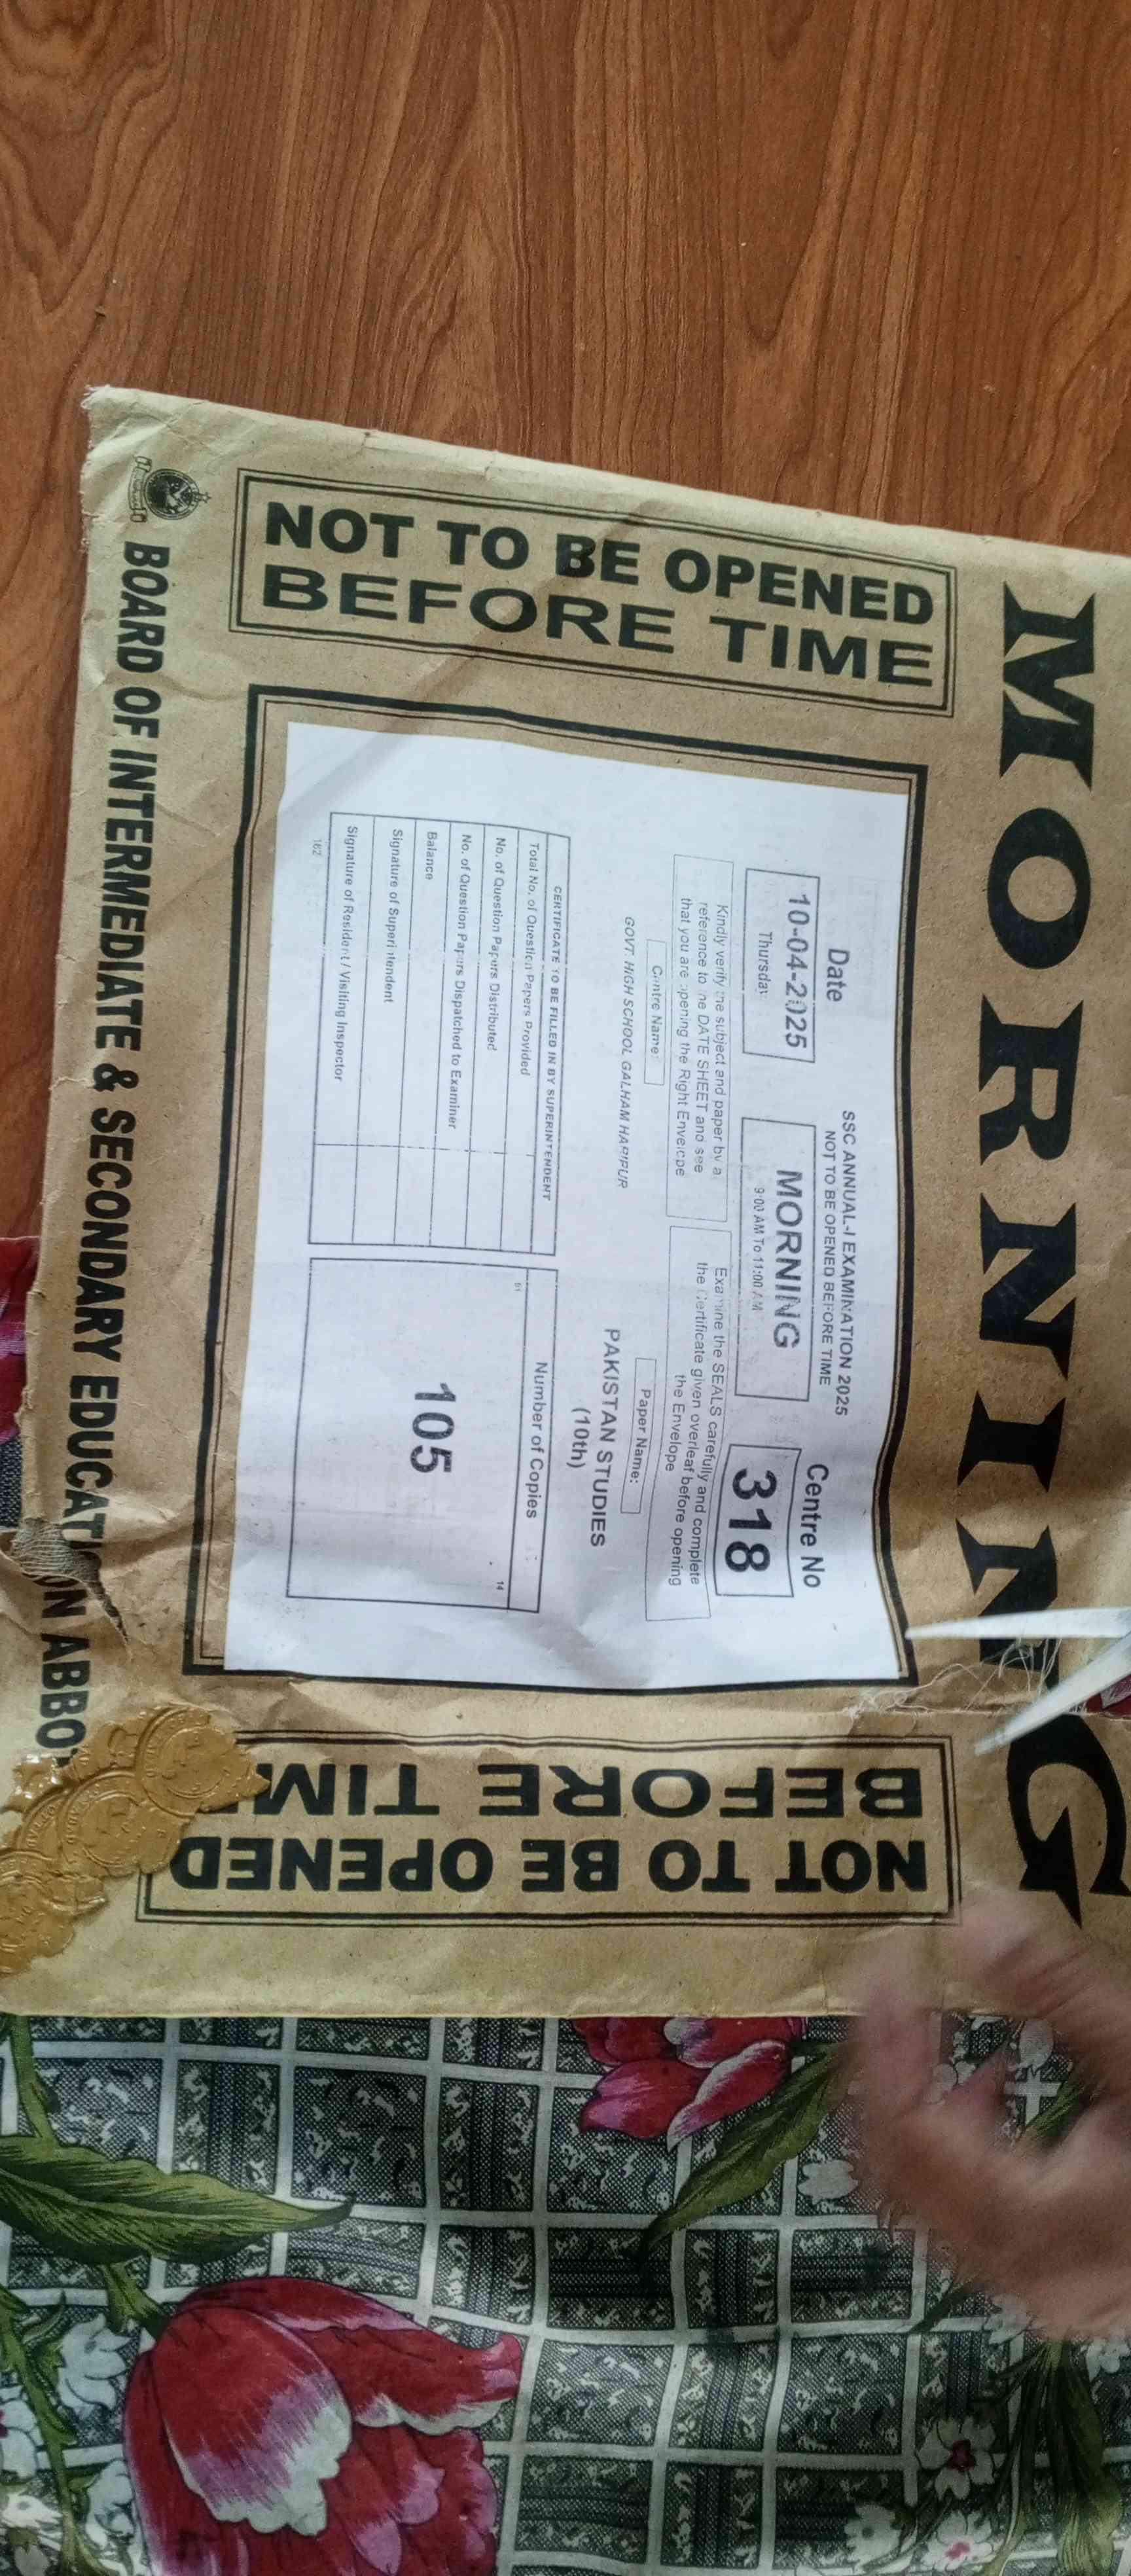 MORNING
NOT TO BE OPENED
BEFORE TIME
SSC ANNUAL-I EXAMINATION 2025
NOT TO BE OPENED BEFORE TIME
Date
10-04-2025
Thursday
MORNING
9:00 AM To 11:00 AM
Centre No
318
Kindly verify the subject and paper by a
reference to the DATE SHEET and see
that you are opening the Right Envelope
Examine the SEALS carefully and complete
the Certificate given overleaf before opening
the Envelope
Centre Name:
GOVT. HIGH SCHOOL GALHAM HARIPUR
Paper Name:
PAKISTAN STUDIES
(10th)
CERTIFICATE TO BE FILLED IN BY SUPERINTENDENT
Total No. of Question Papers Provided
No. of Question Papers Distributed
No. of Question Papers Dispatched to Examiner
Balance
Signature of Superintendent
Signature of Resident / Visiting Inspector
Number of Copies
14
105
162
NOT TO BE OPENED
BEFORE TIM
BOARD OF INTERMEDIATE & SECONDARY EDUCATION ABBO